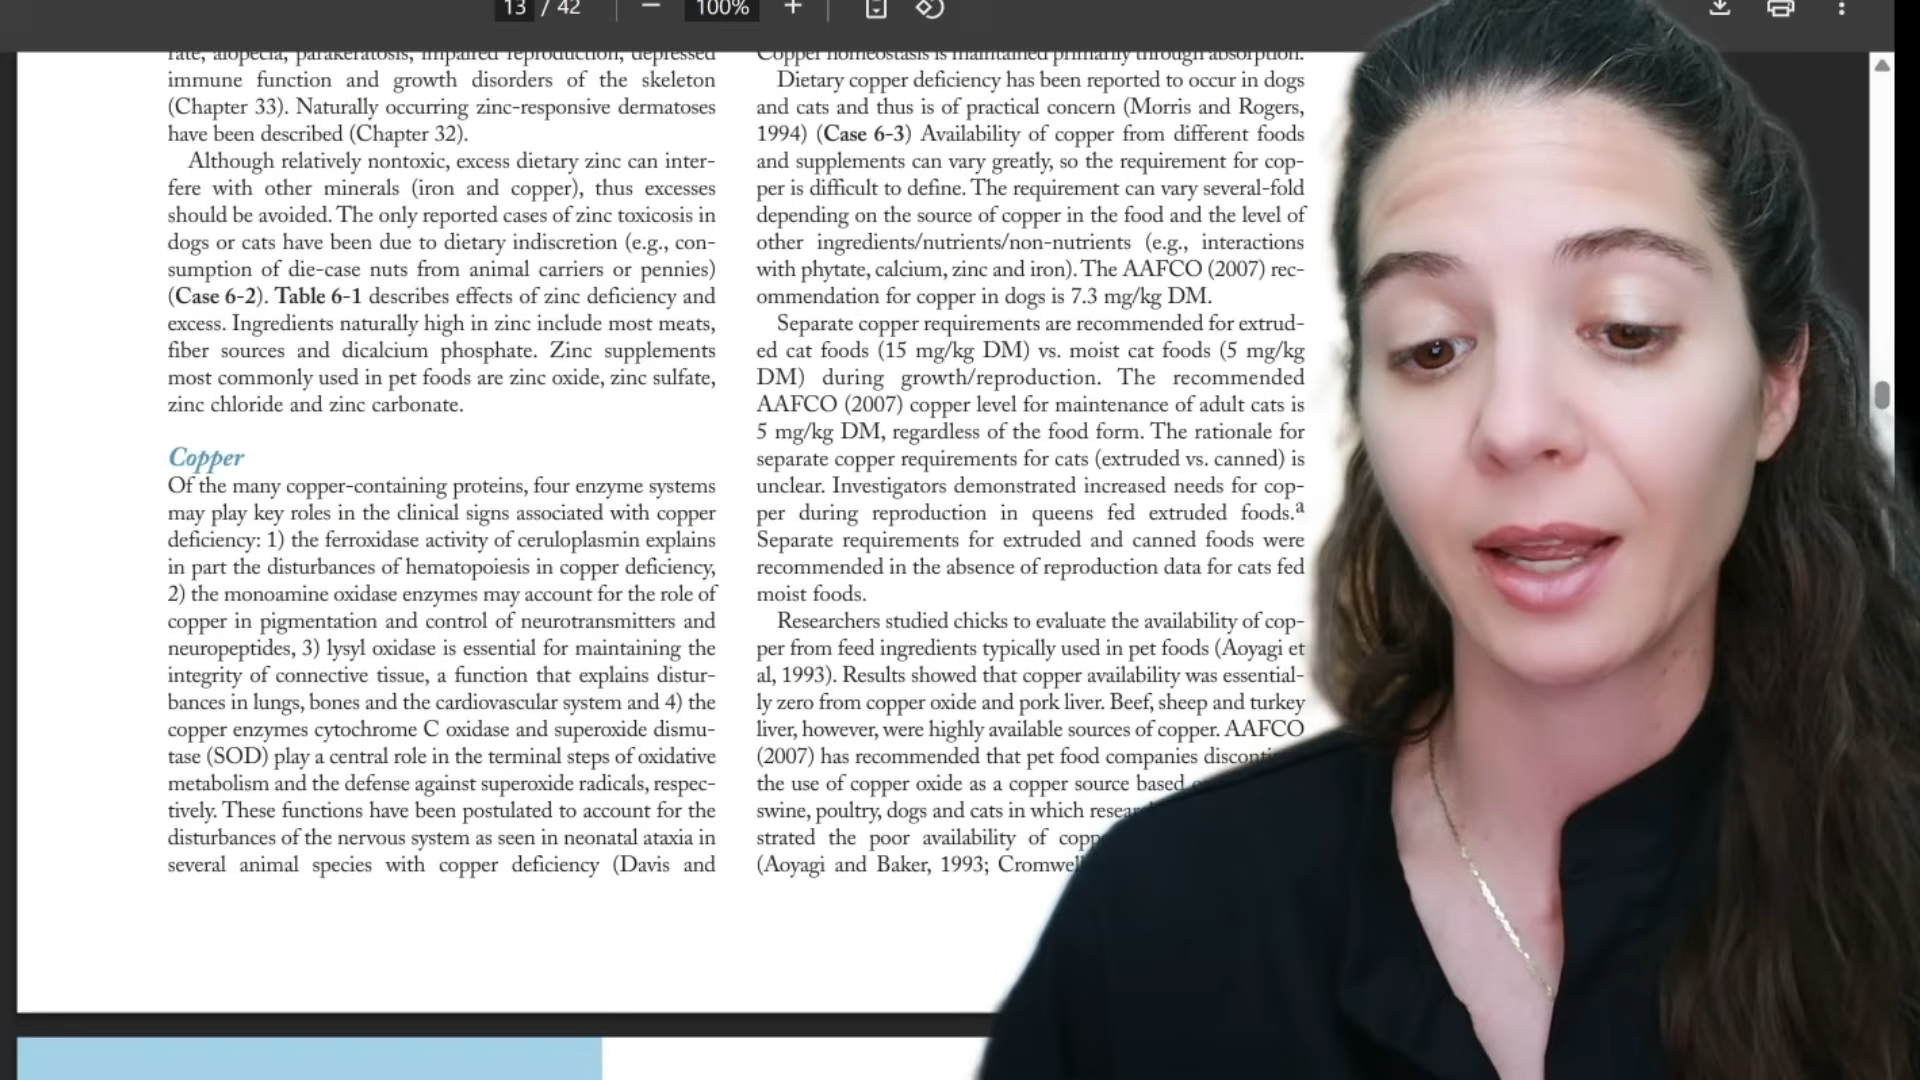 13 / 42
100%
rate, alopecia, parakeratosis, impaired reproduction, depressed
immune function and growth disorders of the skeleton
(Chapter 33). Naturally occurring zinc-responsive dermatoses
have been described (Chapter 32).
Although relatively nontoxic, excess dietary zinc can inter-
fere with other minerals (iron and copper), thus excesses
should be avoided. The only reported cases of zinc toxicosis in
dogs or cats have been due to dietary indiscretion (e.g., con-
sumption of die-case nuts from animal carriers or pennies)
(Case 6-2). Table 6-1 describes effects of zinc deficiency and
excess. Ingredients naturally high in zinc include most meats,
fiber sources and dicalcium phosphate. Zinc supplements
most commonly used in pet foods are zinc oxide, zinc sulfate,
zinc chloride and zinc carbonate.
Copper
Of the many copper-containing proteins, four enzyme systems
may play key roles in the clinical signs associated with copper
deficiency: 1) the ferroxidase activity of ceruloplasmin explains
in part the disturbances of hematopoiesis in copper deficiency,
2) the monoamine oxidase enzymes may account for the role of
copper in pigmentation and control of neurotransmitters and
neuropeptides, 3) lysyl oxidase is essential for maintaining the
integrity of connective tissue, a function that explains distur-
bances in lungs, bones and the cardiovascular system and 4) the
copper enzymes cytochrome C oxidase and superoxide dismu-
tase (SOD) play a central role in the terminal steps of oxidative
metabolism and the defense against superoxide radicals, respec-
tively. These functions have been postulated to account for the
disturbances of the nervous system as seen in neonatal ataxia in
several animal species with copper deficiency (Davis and
Copper homeostasis is maintained primarily through absorption.
Dietary copper deficiency has been reported to occur in dogs
and cats and thus is of practical concern (Morris and Rogers,
1994) (Case 6-3) Availability of copper from different foods
and supplements can vary greatly, so the requirement for cop-
per is difficult to define. The requirement can vary several-fold
depending on the source of copper in the food and the level of
other ingredients/nutrients/non-nutrients (e.g., interactions
with phytate, calcium, zinc and iron). The AAFCO (2007) rec-
ommendation for copper in dogs is 7.3 mg/kg DM.
Separate copper requirements are recommended for extrud-
ed cat foods (15 mg/kg DM) vs. moist cat foods (5 mg/kg
DM) during growth/reproduction. The recommended
AAFCO (2007) copper level for maintenance of adult cats is
5 mg/kg DM, regardless of the food form. The rationale for
separate copper requirements for cats (extruded vs. canned) is
unclear. Investigators demonstrated increased needs for cop-
per during reproduction in queens fed extruded foods.a
Separate requirements for extruded and canned foods were
recommended in the absence of reproduction data for cats fed
moist foods.
Researchers studied chicks to evaluate the availability of cop-
per from feed ingredients typically used in pet foods (Aoyagi et
al, 1993). Results showed that copper availability was essential-
ly zero from copper oxide and pork liver. Beef, sheep and turkey
liver, however, were highly available sources of copper. AAFCO
(2007) has recommended that pet food companies
the use of copper oxide as a copper source based
swine, poultry, dogs and cats in which
strated the poor availability of
(Aoyagi and Baker, 1993;